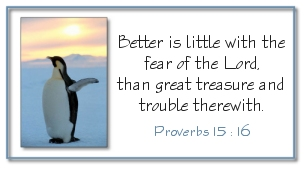 Better is little with the
fear of the Lord,
than great treasure and
trouble therewith.
Proverbs 15 : 16